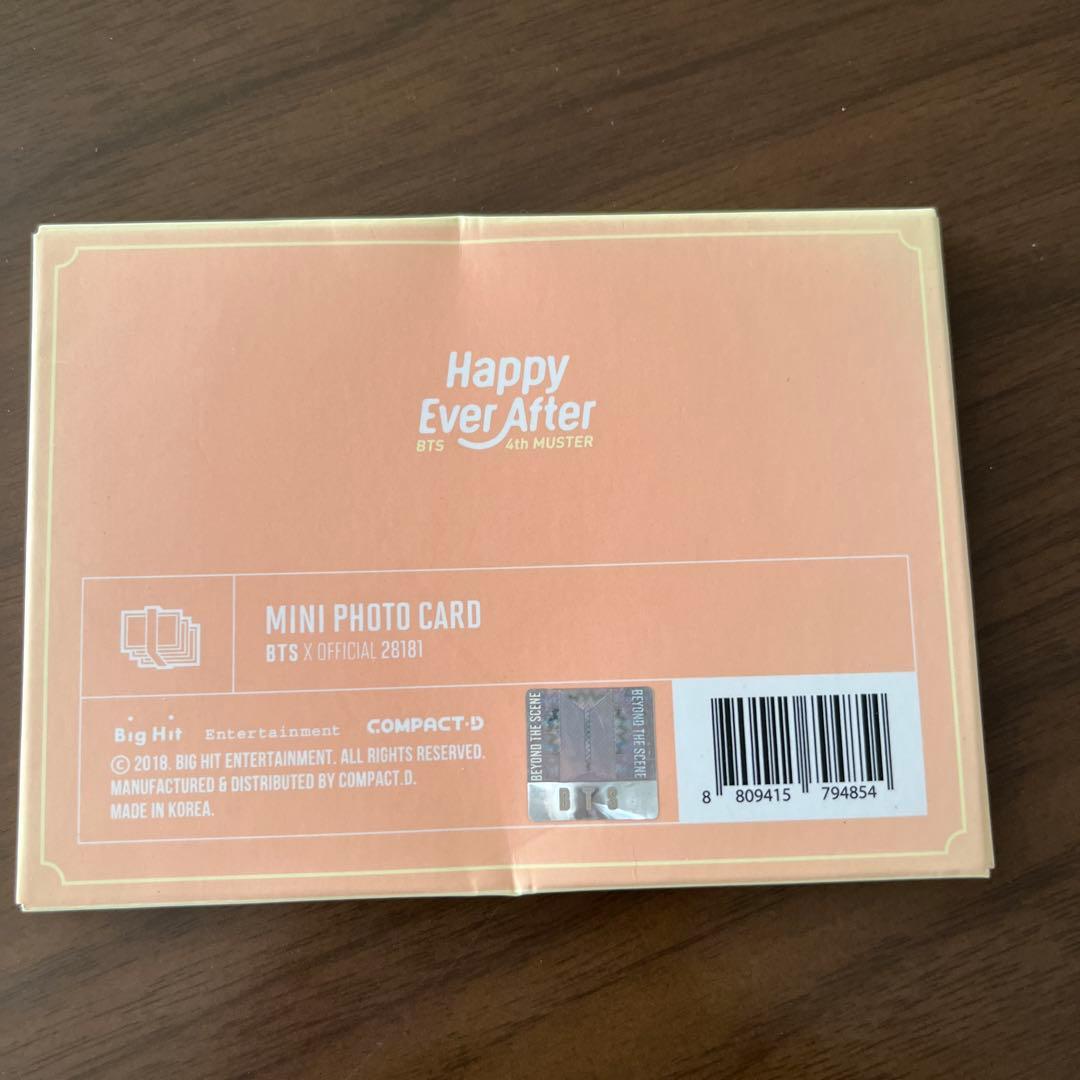 Happy
Ever After
BTS 4th MUSTER
MINI PHOTO CARD
BTS X OFFICIAL 28181
Big Hit Entertainment COMPACT·D
© 2018. BIG HIT ENTERTAINMENT. ALL RIGHTS RESERVED.
MANUFACTURED & DISTRIBUTED BY COMPACT.D.
MADE IN KOREA.
BEYOND THE SCENE
BEYOND THE SCENE
BTS
8 809415 794854